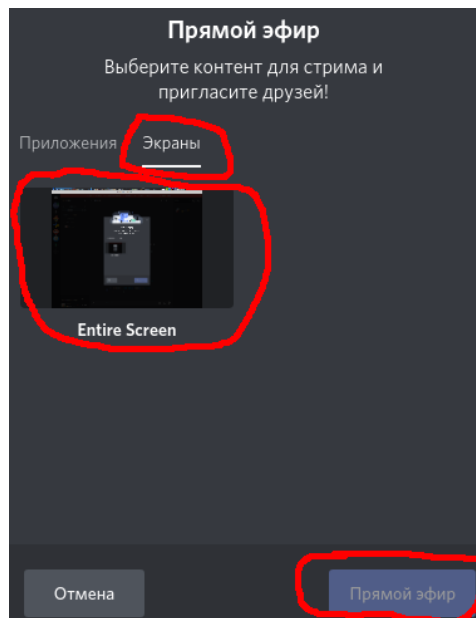 Прямой эфир
Выберите контент для стрима и
пригласите друзей!
Приложения Экраны
Entire Screen
Отмена Прямой эфир